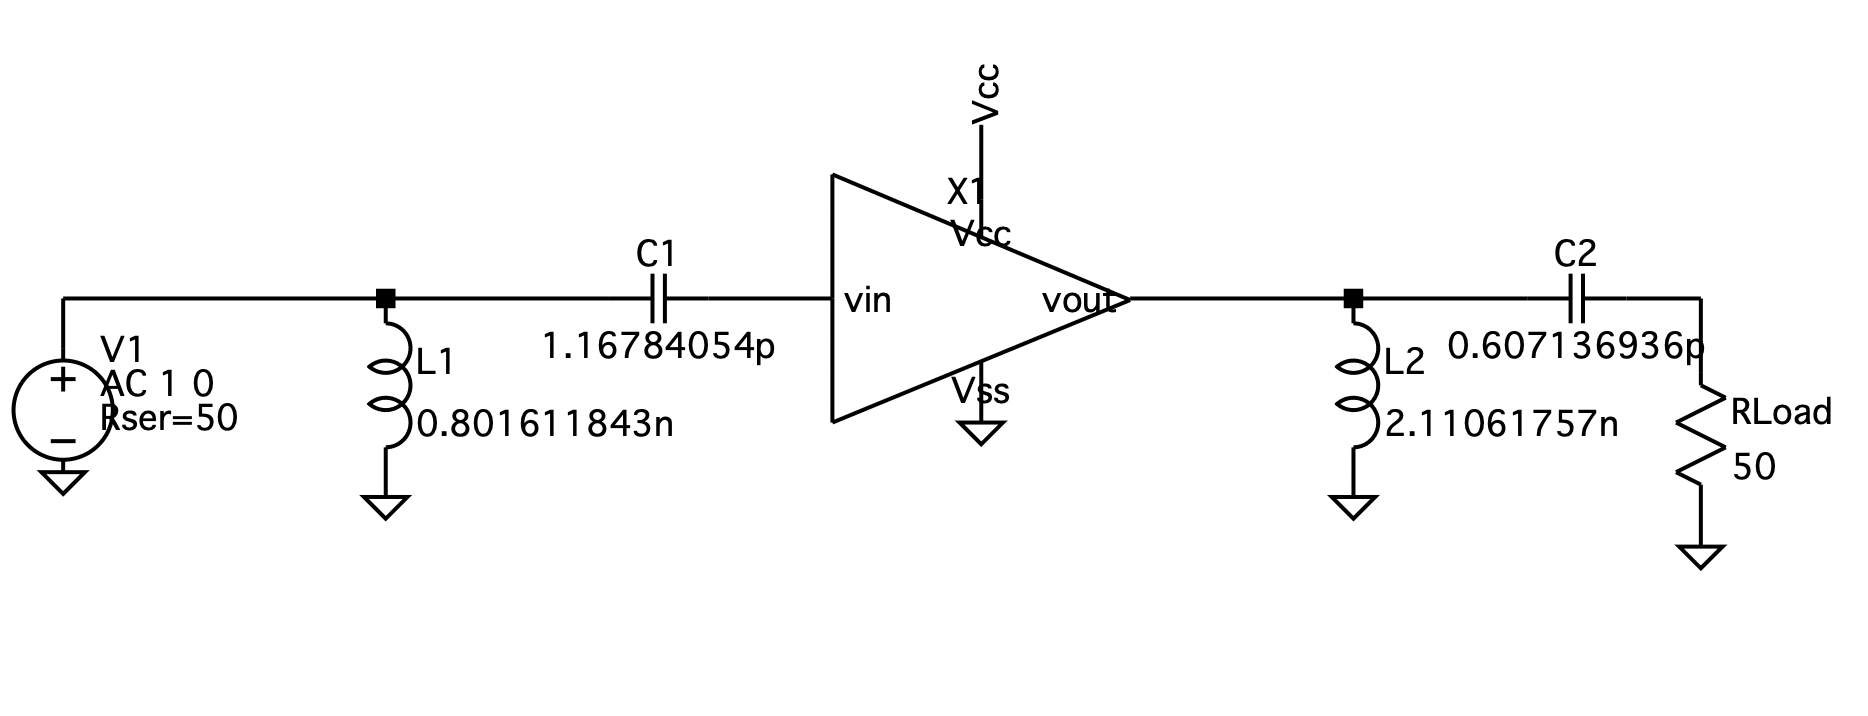 Vcc
X1
Vcc
C1
C2
vin
vout
V1
AC 1 0
Rser=50
L1
1.16784054p
L2
0.607136936p
Vss
0.801611843n
2.11061757n
RLoad
50